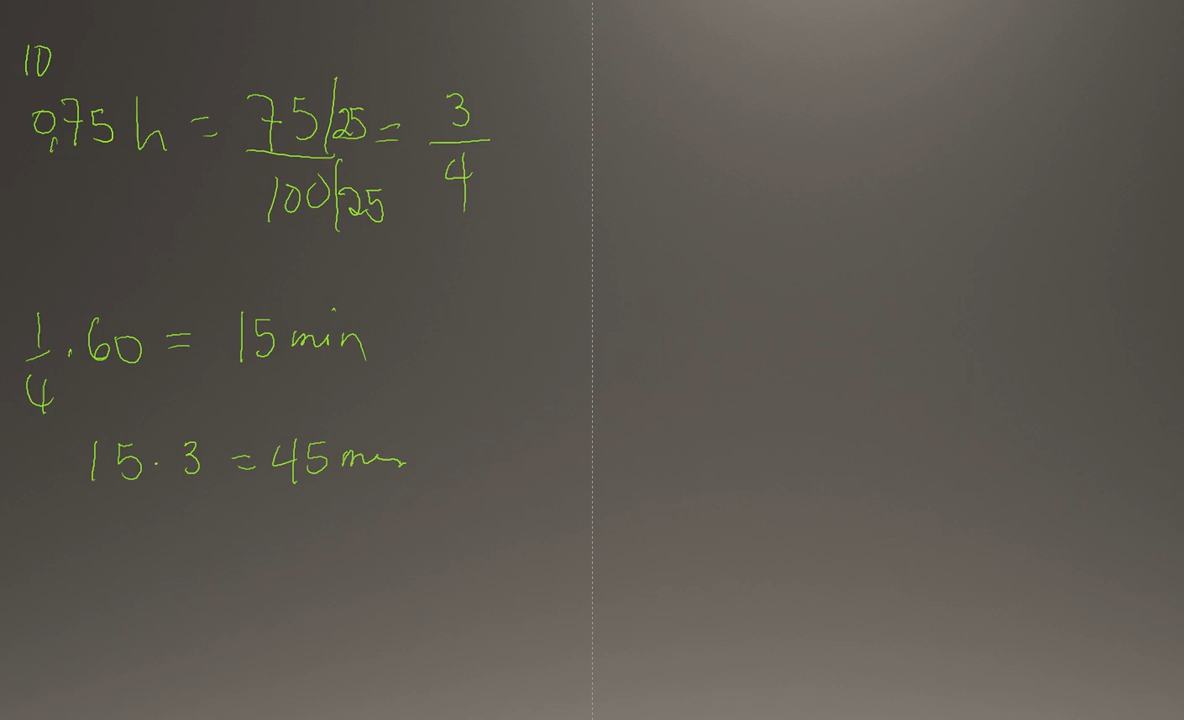 10
0,75 h = 75/25 / 100/25 = 3/4
1/4 . 60 = 15 min
15 . 3 = 45 min